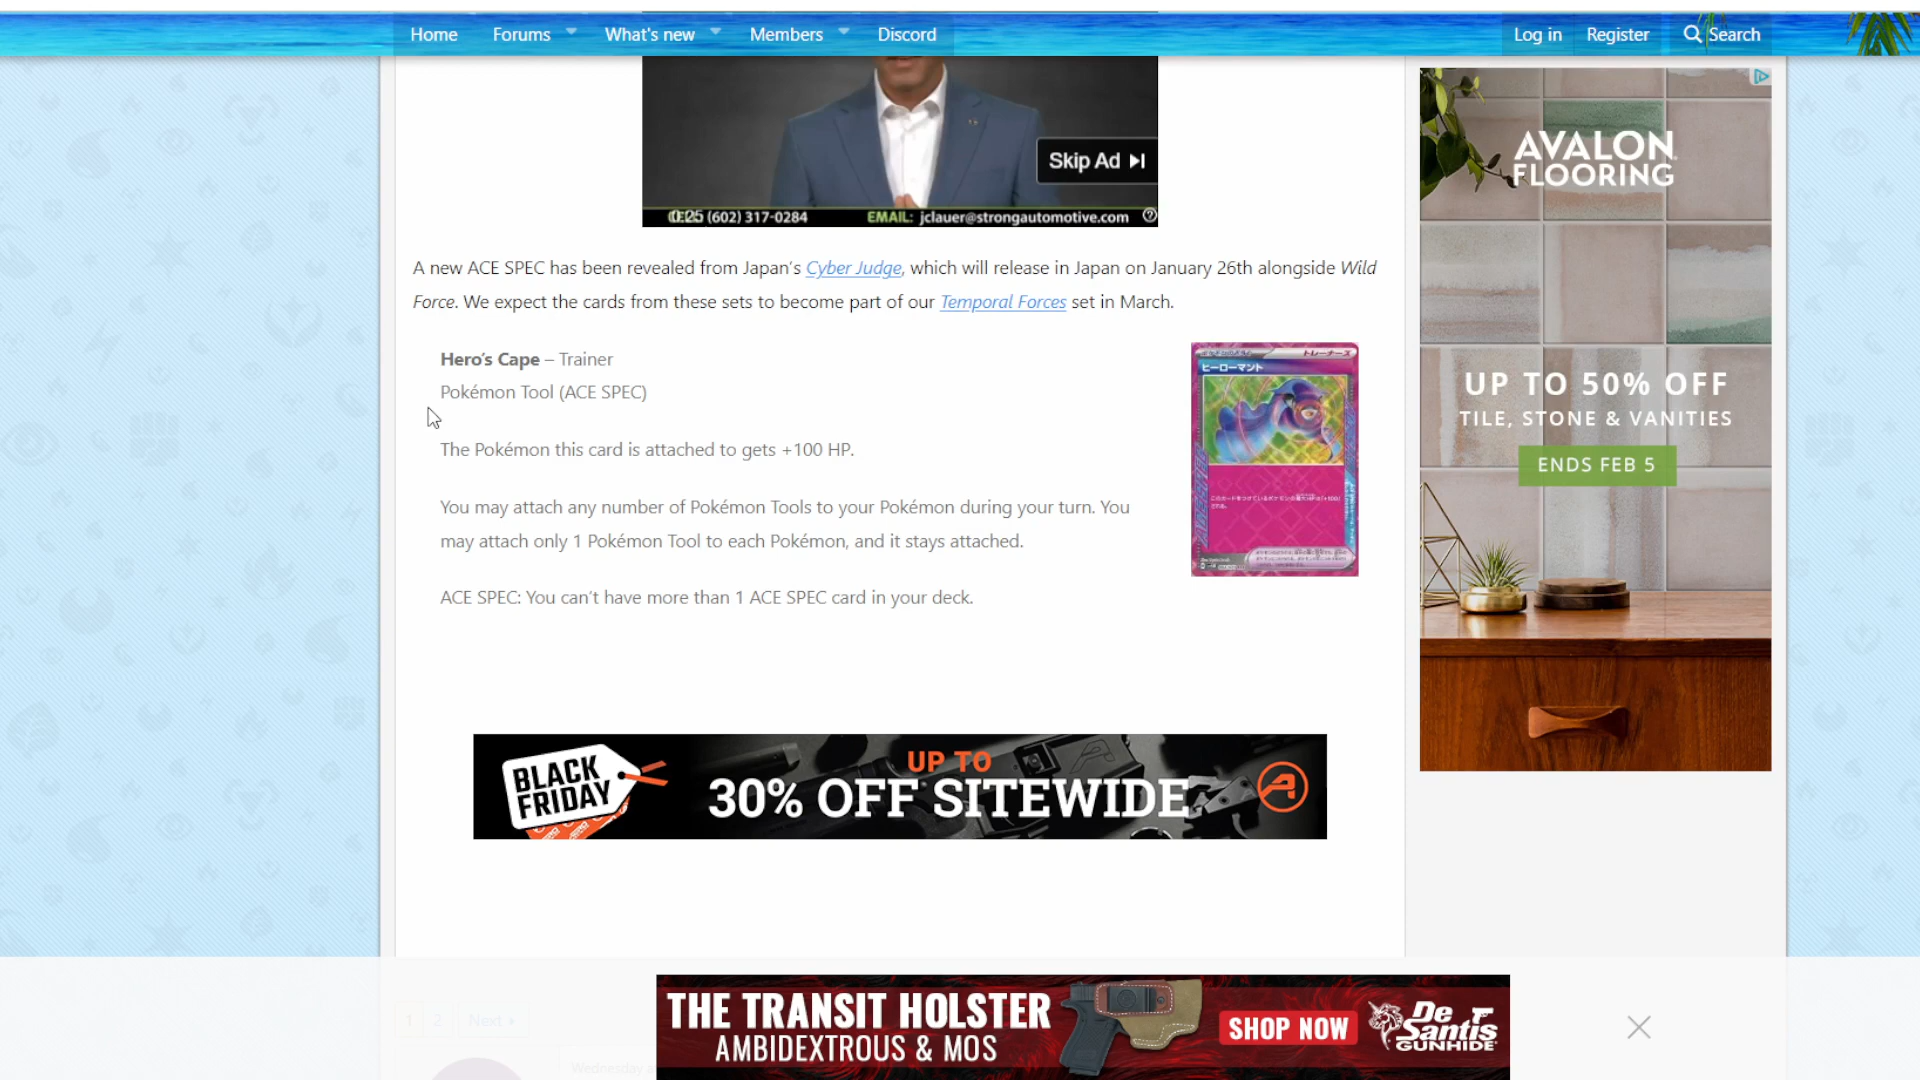 Home Forums What's new Members Discord Log in Register Search
Skip Ad
(602) 317-0284 EMAIL: jclauer@strongautomotive.com
0:25
A new ACE SPEC has been revealed from Japan's Cyber Judge, which will release in Japan on January 26th alongside Wild
Force. We expect the cards from these sets to become part of our Temporal Forces set in March.
Hero's Cape – Trainer
Pokémon Tool (ACE SPEC)
The Pokémon this card is attached to gets +100 HP.
You may attach any number of Pokémon Tools to your Pokémon during your turn. You
may attach only 1 Pokémon Tool to each Pokémon, and it stays attached.
ACE SPEC: You can't have more than 1 ACE SPEC card in your deck.
トレーナーズ
ヒーローマント
AVALON
FLOORING
UP TO 50% OFF
TILE, STONE & VANITIES
ENDS FEB 5
BLACK
FRIDAY
UP TO
30% OFF SITEWIDE
THE TRANSIT HOLSTER
AMBIDEXTROUS & MOS
SHOP NOW
DeSantis
GUNHIDE
1 2 Next
Wednesday